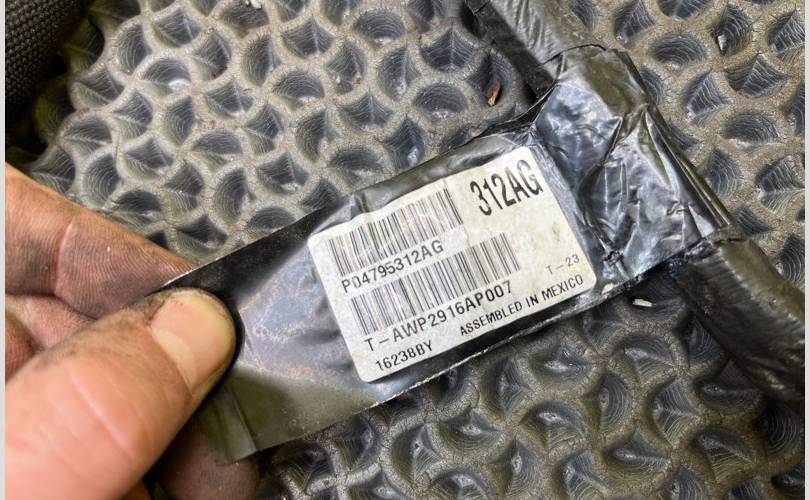 312AG
P04795312AG
T-AWP2916AP007
T-23
16238BY ASSEMBLED IN MEXICO